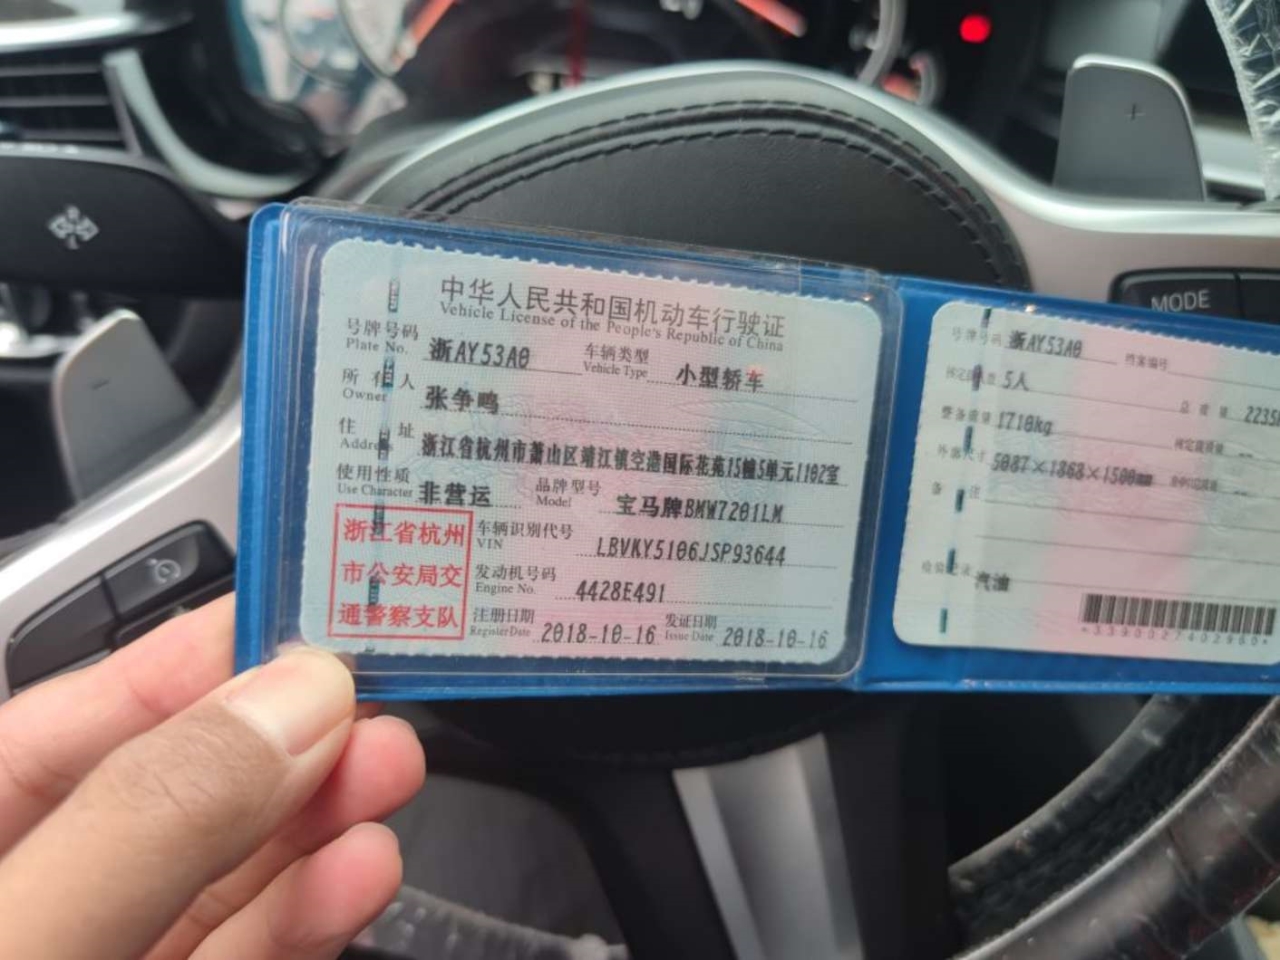 中华人民共和国机动车行驶证
Vehicle License of the People's Republic of China
号牌号码 浙AY53A0 车辆类型 小型轿车
Plate No. Vehicle Type
所有人 张争鸣
Owner
住址 浙江省杭州市萧山区靖江镇空港国际花苑15幢5单元1102室
Address
使用性质 非营运 品牌型号 宝马牌BMW7201LM
Use Character Model
浙江省杭州
市公安局交
通警察支队
车辆识别代号 LBVKY5106JSP93644
VIN
发动机号码 4428E491
Engine No.
注册日期 2018-10-16 发证日期 2018-10-16
Register Date Issue Date
号牌号码 浙AY53A0 档案编号
核定载人数 5人 总质量
整备质量 1710kg 核定载质量 --
外廓尺寸 5087×1868×1500mm --
备注
汽油
*3390027402960*
MODE
+
−